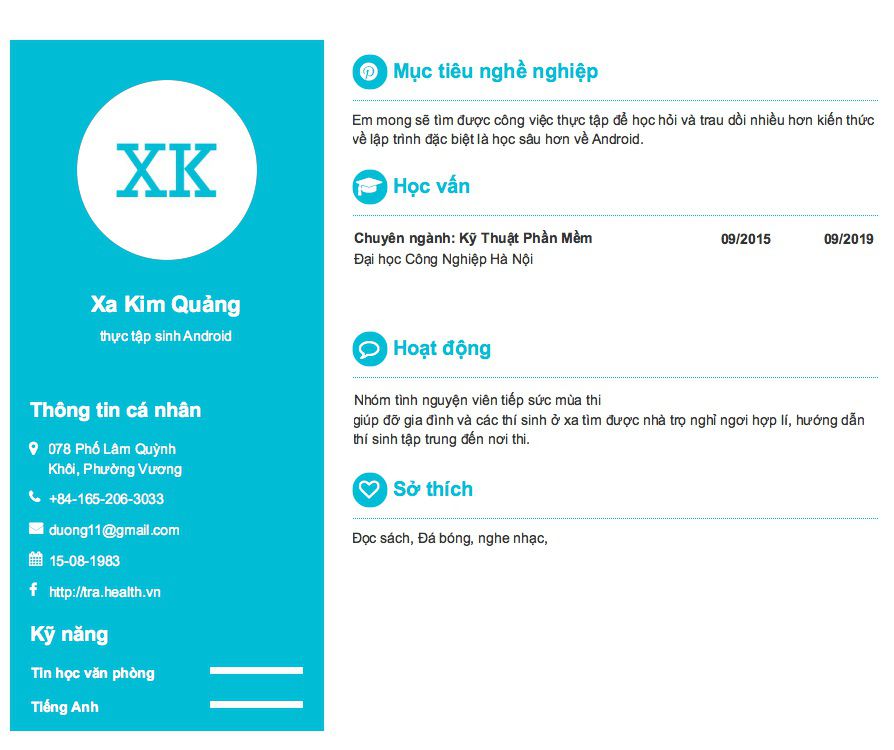 XK
Xa Kim Quảng
thực tập sinh Android
Thông tin cá nhân
078 Phố Lâm Quỳnh
Khôi, Phường Vương
+84-165-206-3033
duong11@gmail.com
15-08-1983
http://tra.health.vn
Kỹ năng
Tin học văn phòng
Tiếng Anh
Mục tiêu nghề nghiệp
Em mong sẽ tìm được công việc thực tập để học hỏi và trau dồi nhiều hơn kiến thức
về lập trình đặc biệt là học sâu hơn về Android.
Học vấn
Chuyên ngành: Kỹ Thuật Phần Mềm 09/2015 09/2019
Đại học Công Nghiệp Hà Nội
Hoạt động
Nhóm tình nguyện viên tiếp sức mùa thi
giúp đỡ gia đình và các thí sinh ở xa tìm được nhà trọ nghỉ ngơi hợp lí, hướng dẫn
thí sinh tập trung đến nơi thi.
Sở thích
Đọc sách, Đá bóng, nghe nhạc,